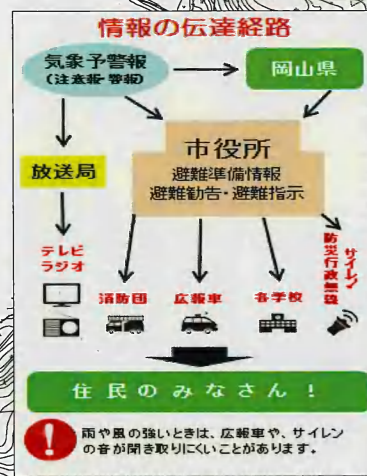 情報の伝達経路
気象予警報
(注意報・警報)
岡山県
市役所
避難準備情報
避難勧告・避難指示
放送局
テレビ
ラジオ
消防団
広報車
各学校
サイレン
防災行政無線
住民のみなさん!
雨や風の強いときは、広報車や、サイレン
の音が聞き取りにくいことがあります。